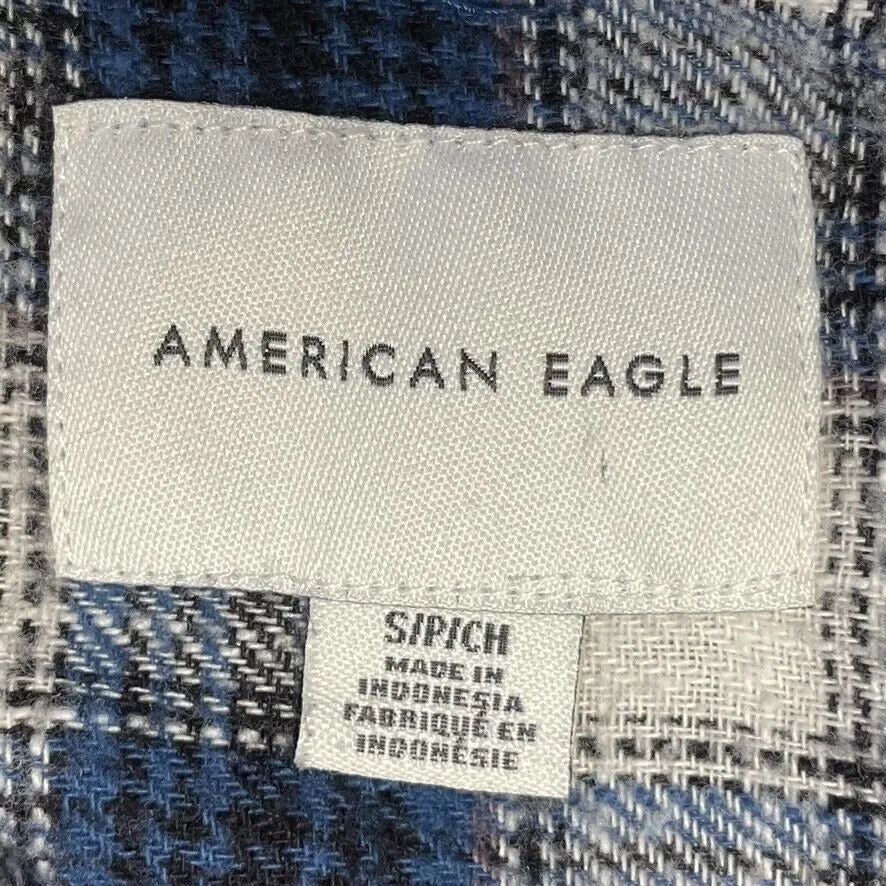 AMERICAN EAGLE
S/P/CH
MADE IN
INDONESIA
FABRIQUÉ EN
INDONÉSIE